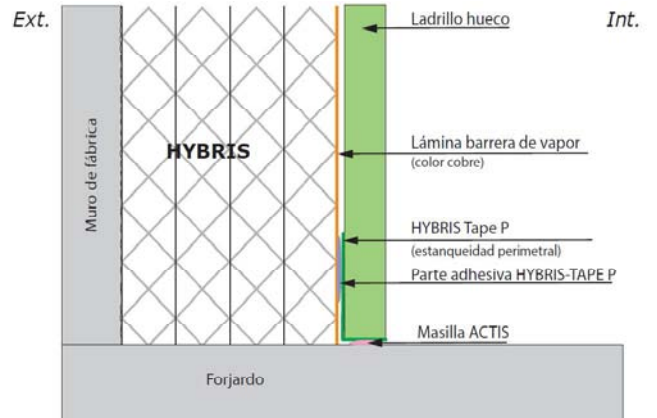 Ext.
Int.
Ladrillo hueco
Muro de fábrica
HYBRIS
Lámina barrera de vapor
(color cobre)
HYBRIS Tape P
(estanqueidad perimetral)
Parte adhesiva HYBRIS-TAPE P
Masilla ACTIS
Forjardo